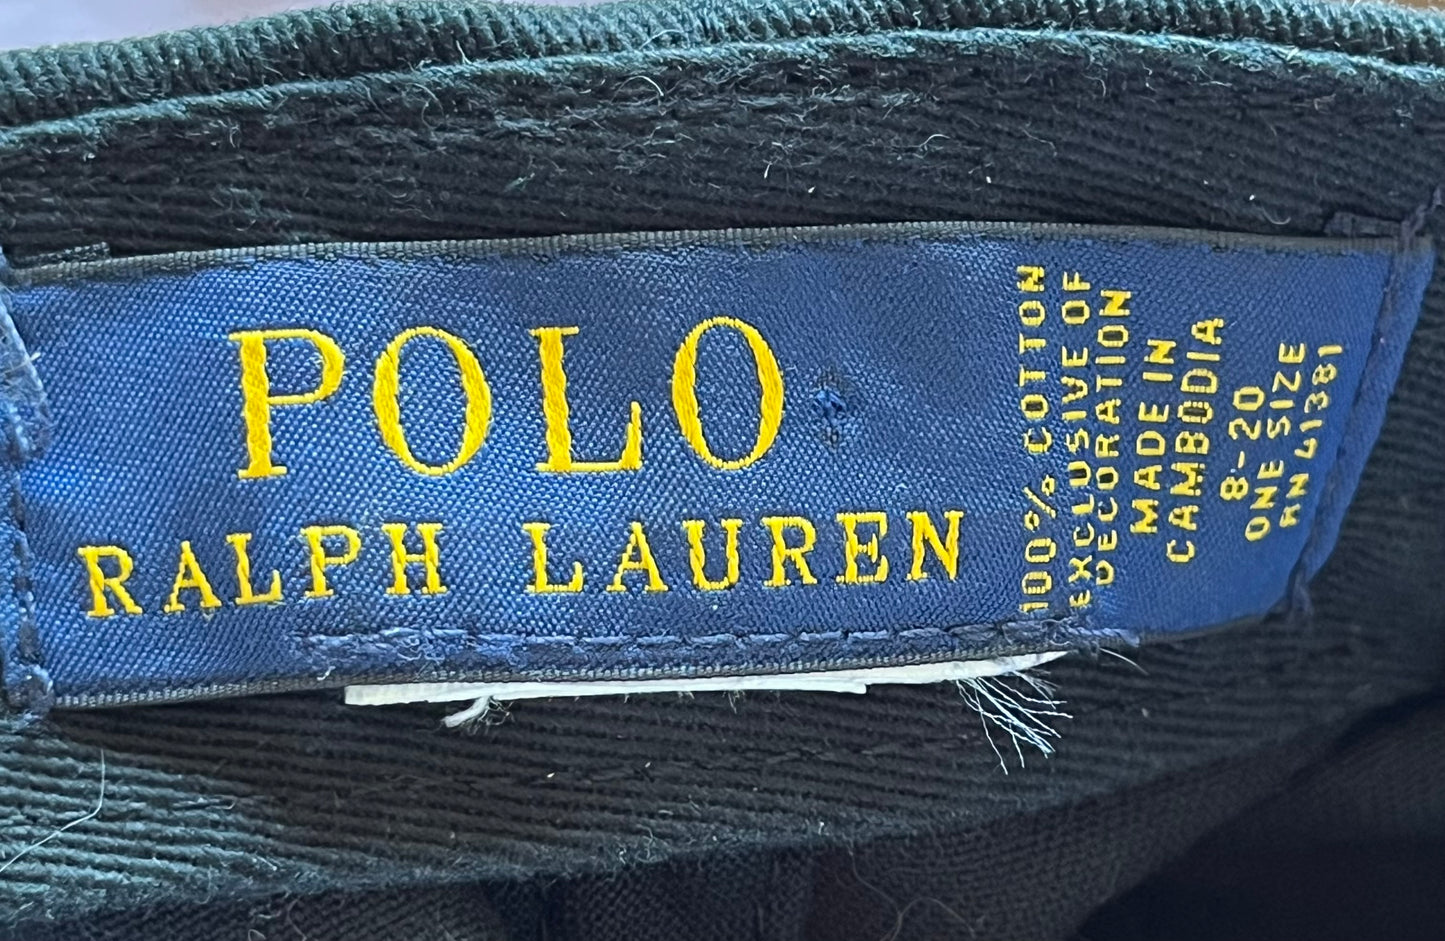 POLO
RALPH LAUREN
100% COTTON
EXCLUSIVE OF
DECORATION
MADE IN
CAMBODIA
8-20
ONE SIZE
RN 41381